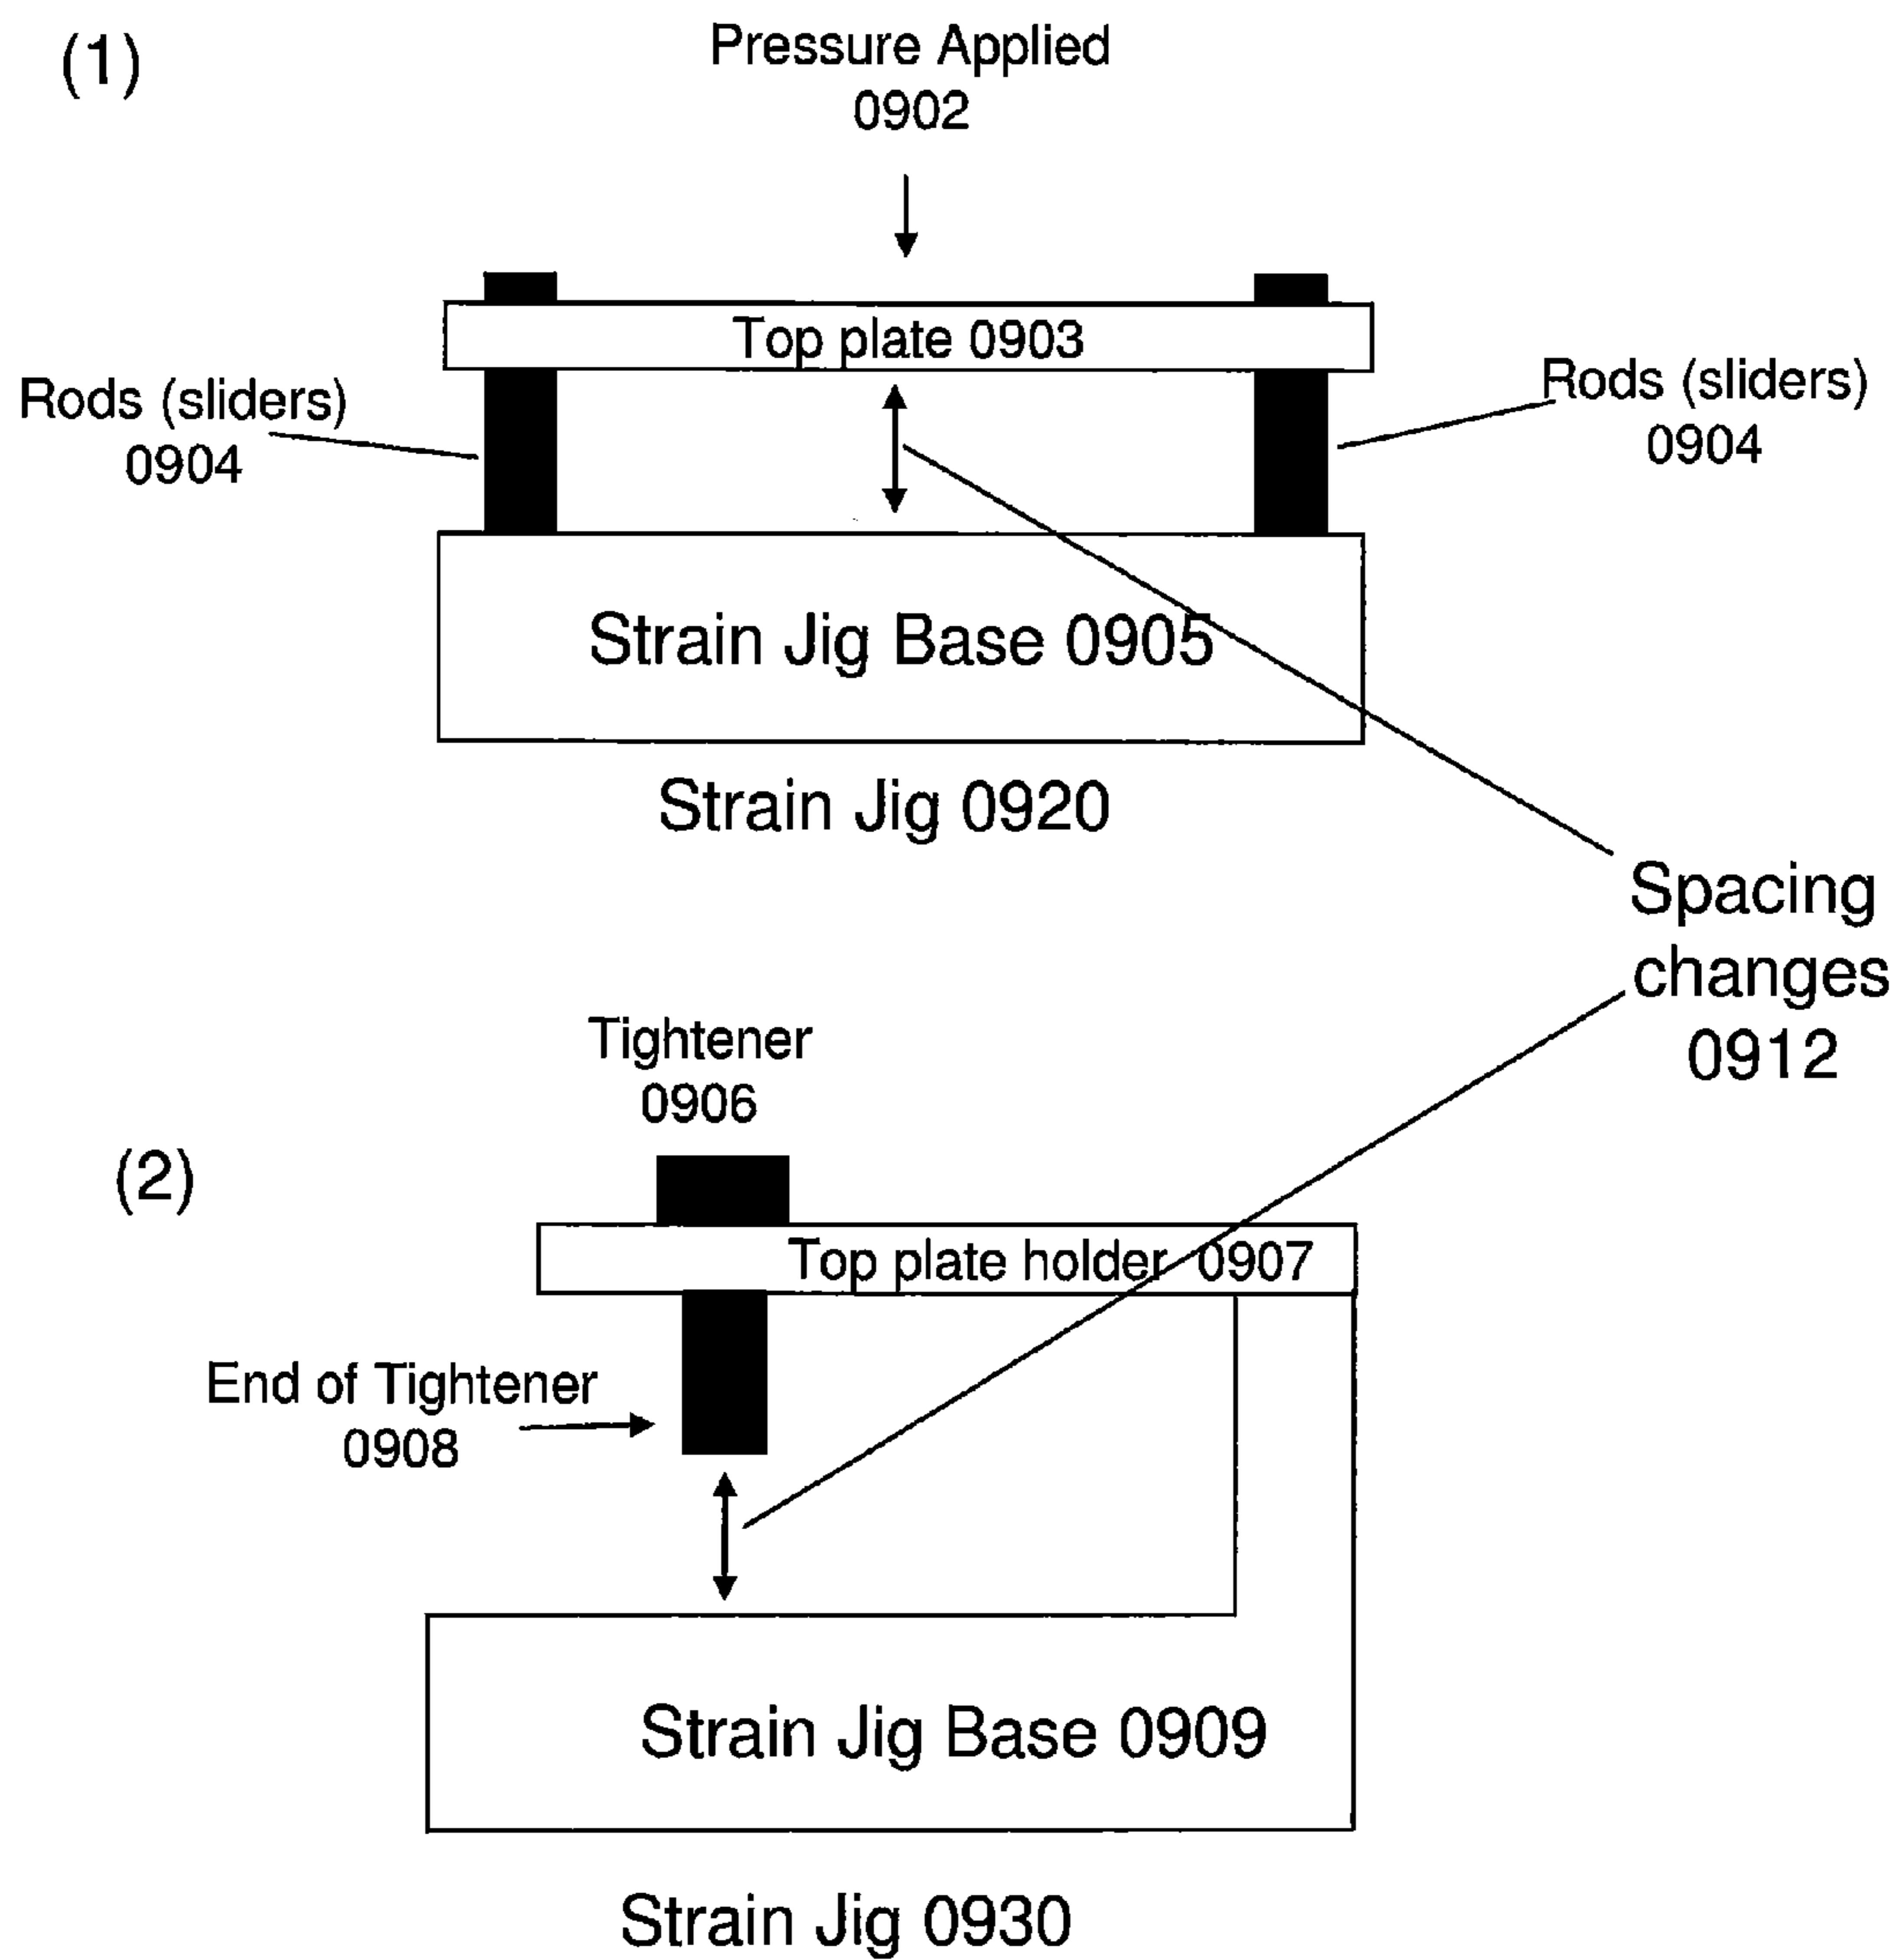 (1)
Pressure Applied
0902
Top plate 0903
Rods (sliders)
0904
Rods (sliders)
0904
Strain Jig Base 0905
Strain Jig 0920
Spacing
changes
0912
Tightener
0906
(2)
Top plate holder 0907
End of Tightener
0908
Strain Jig Base 0909
Strain Jig 0930